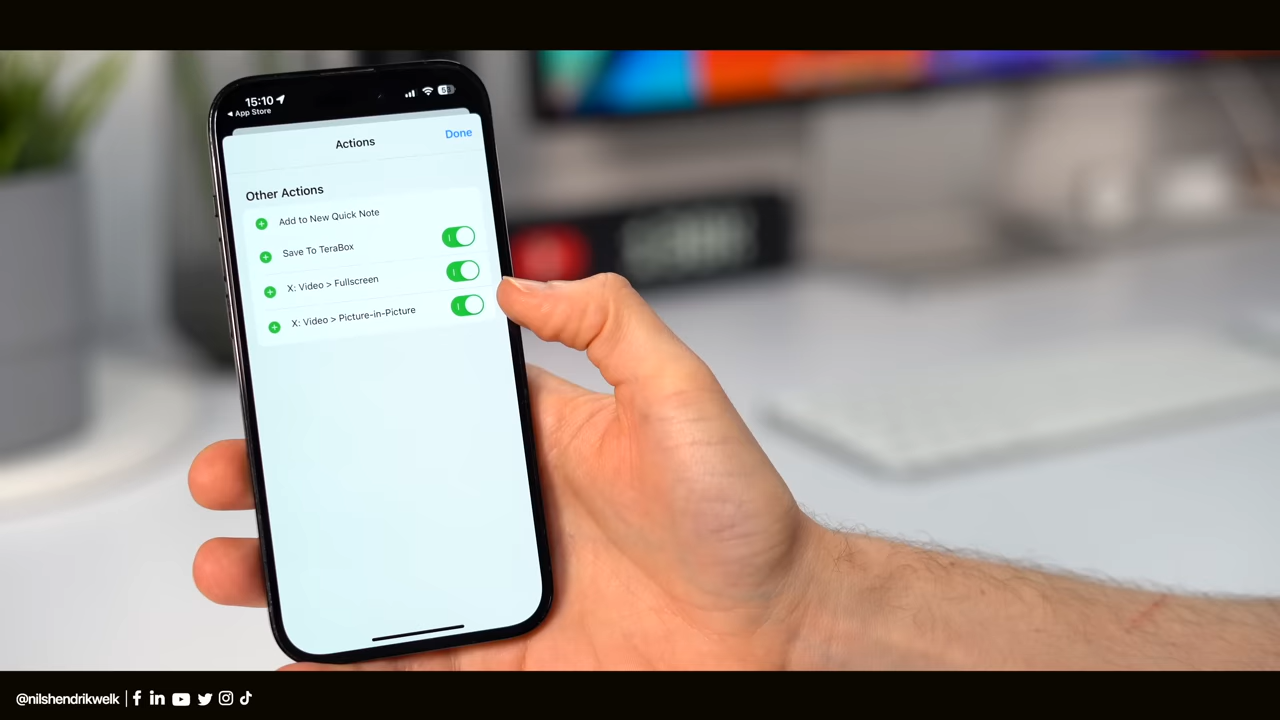 15:10
App Store
Actions
Done
Other Actions
Add to New Quick Note
Save To TeraBox
X: Video > Fullscreen
X: Video > Picture-in-Picture
@nilshendrikwelk